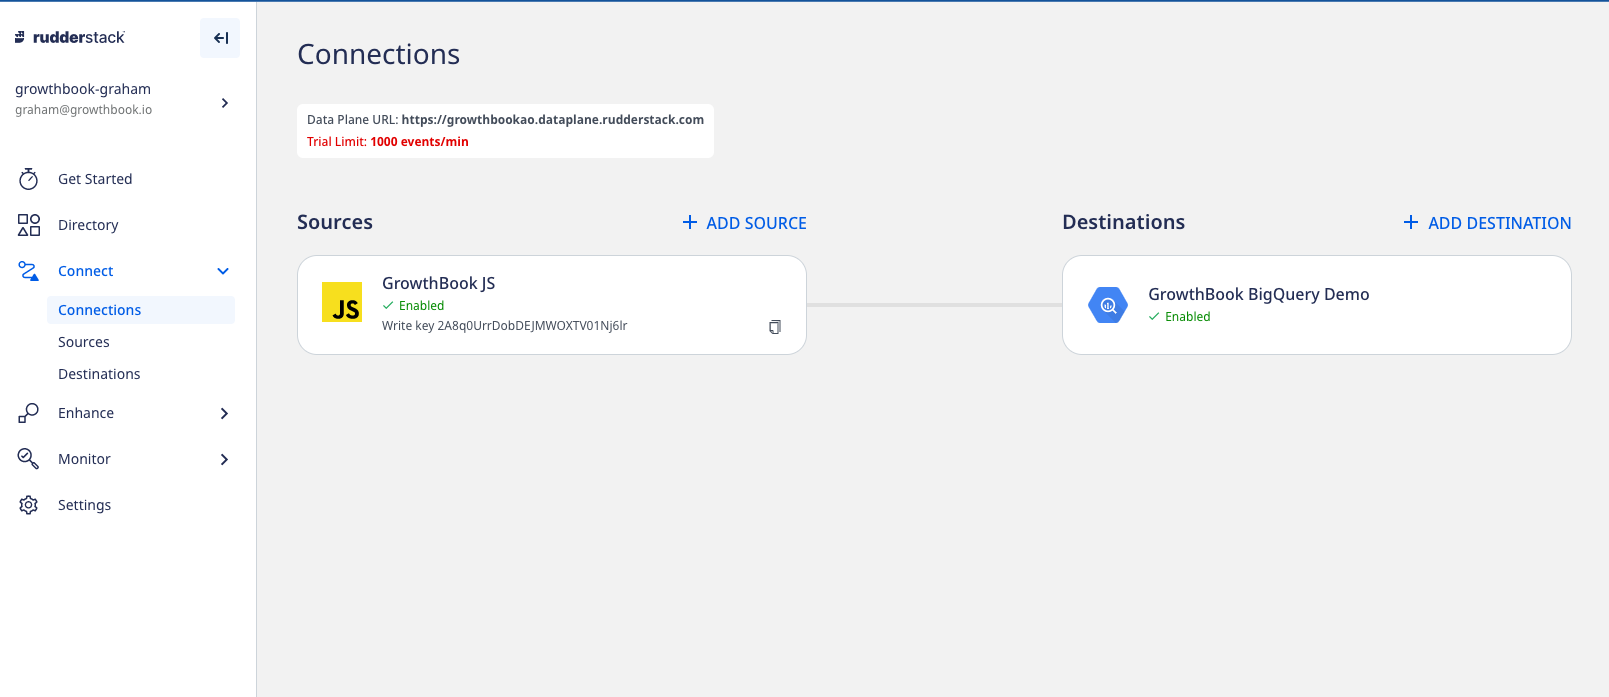 rudderstack
growthbook-graham
graham@growthbook.io
Get Started
Directory
Connect
Connections
Sources
Destinations
Enhance
Monitor
Settings
Connections
Data Plane URL: https://growthbookao.dataplane.rudderstack.com
Trial Limit: 1000 events/min
Sources
ADD SOURCE
JS
GrowthBook JS
Enabled
Write key 2A8q0UrrDobDEJMWOXTV01Nj6lr
Destinations
ADD DESTINATION
GrowthBook BigQuery Demo
Enabled